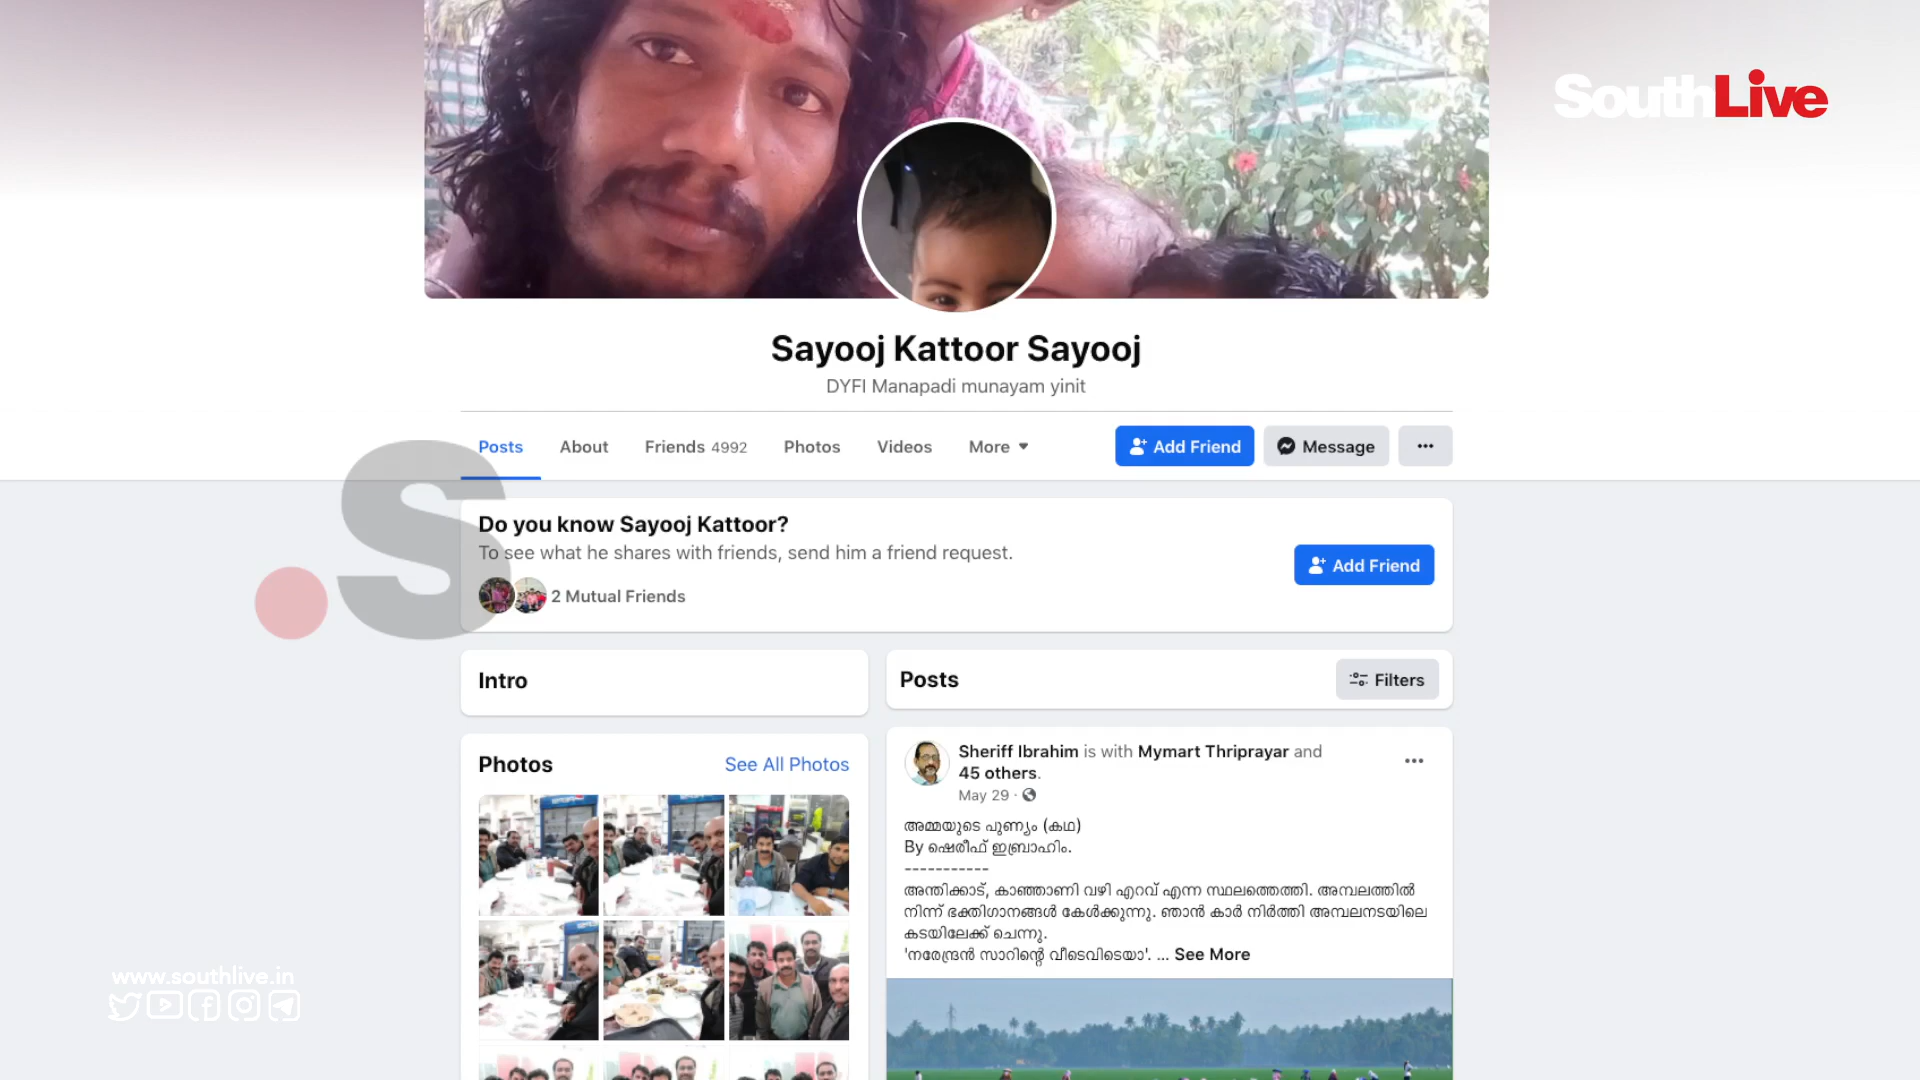 SouthLive
Sayooj Kattoor Sayooj
DYFI Manapadi munayam yinit
Posts About Friends 4992 Photos Videos More
Add Friend Message
Do you know Sayooj Kattoor?
To see what he shares with friends, send him a friend request.
Add Friend
2 Mutual Friends
Intro
Posts
Filters
Photos
See All Photos
Sheriff Ibrahim is with Mymart Thriprayar and
45 others.
May 29 ·
അമ്മയുടെ പുണ്യം (കഥ)
By ഷെരീഫ് ഇബ്രാഹിം.
-----------
അന്തിക്കാട്, കാഞ്ഞാണി വഴി എറവ് എന്ന സ്ഥലത്തെത്തി. അമ്പലത്തിൽ
നിന്ന് ഭക്തിഗാനങ്ങൾ കേൾക്കുന്നു. ഞാൻ കാർ നിർത്തി അമ്പലനടയിലെ
കടയിലേക്ക് ചെന്നു.
'നരേന്ദ്രൻ സാറിന്റെ വീടെവിടെയാ'. ... See More
www.southlive.in
.S